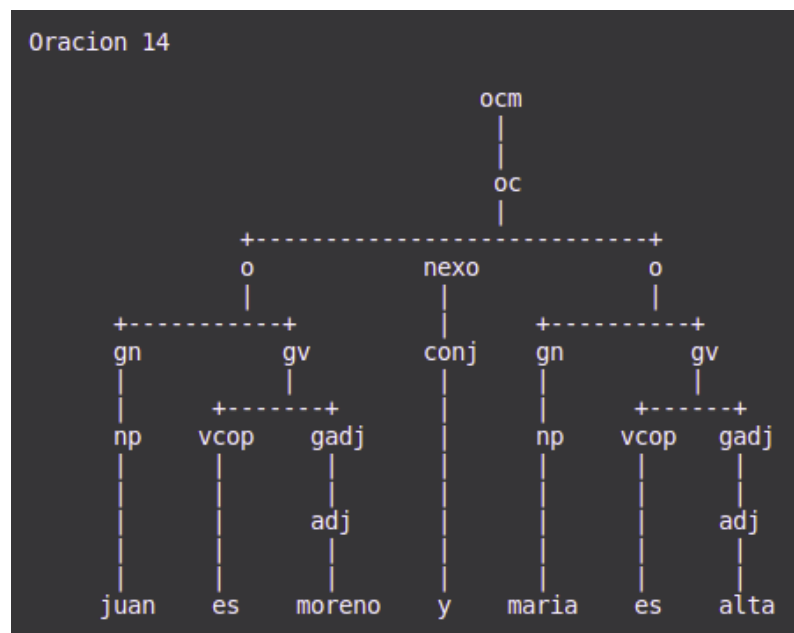 Oracion 14
ocm
oc
o nexo o
gn gv conj gn gv
np vcop gadj np vcop gadj
adj adj
juan es moreno y maria es alta